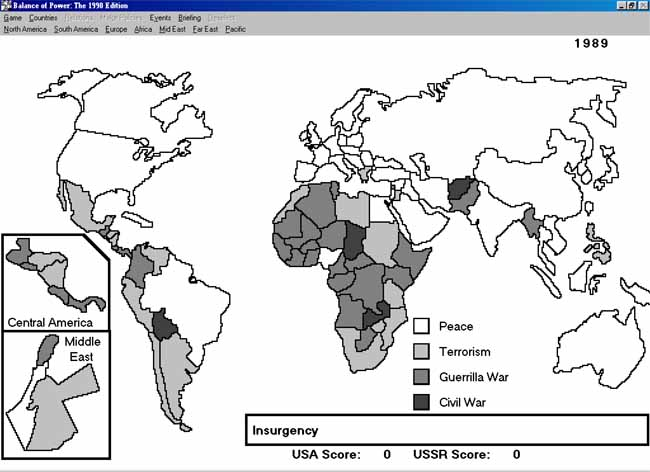 Balance of Power: The 1990 Edition
Game Countries Relations Major Policies Events Briefing Deselect
North America South America Europe Africa Mid East Far East Pacific
1989
Central America
Middle
East
Peace
Terrorism
Guerrilla War
Civil War
Insurgency
USA Score: 0 USSR Score: 0